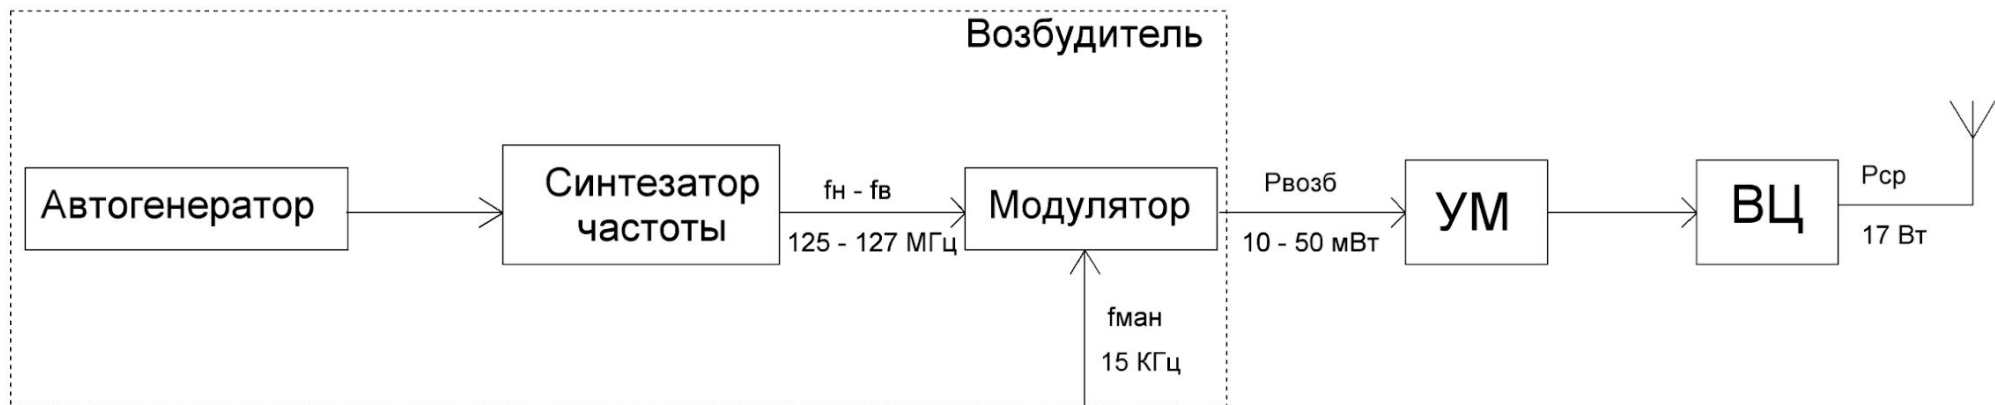 Возбудитель
Автогенератор
Синтезатор
частоты
fн - fв
125 - 127 МГц
Модулятор
fман
15 КГц
Рвозб
10 - 50 мВт
УМ
ВЦ
Рср
17 Вт